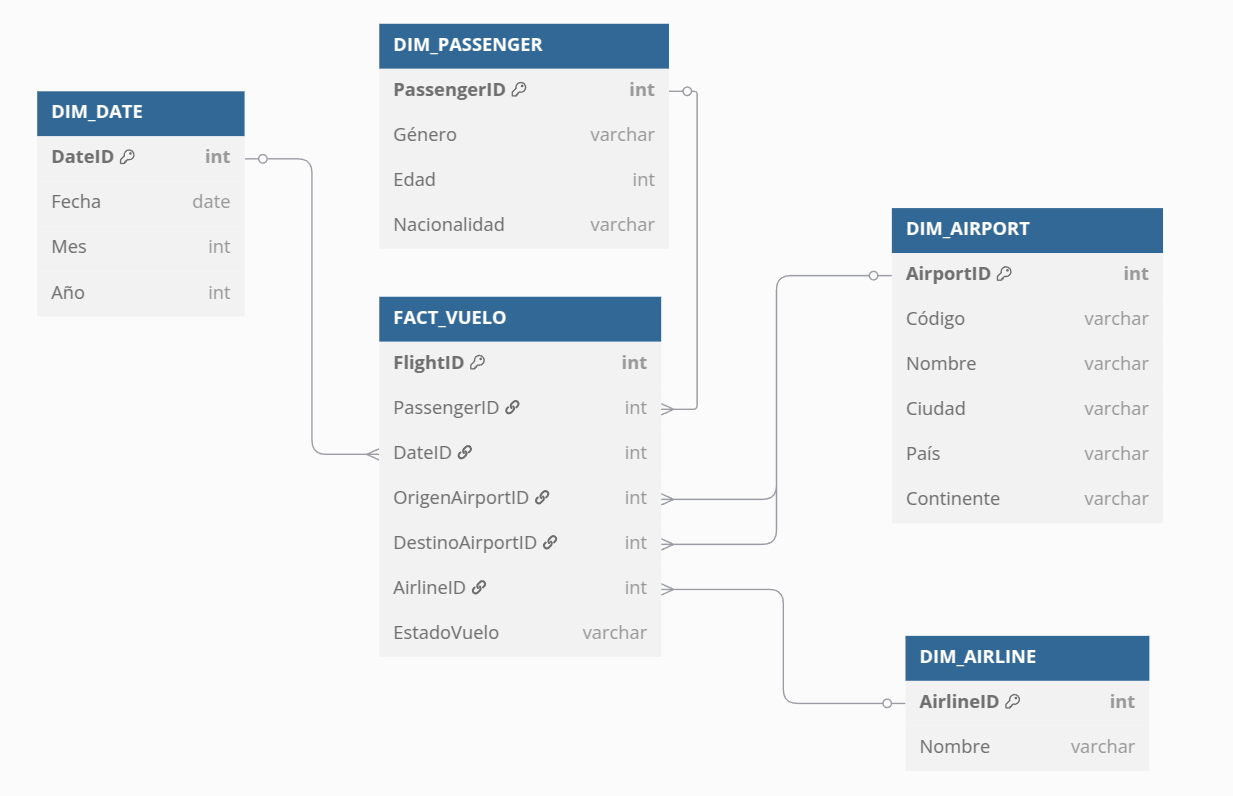 DIM_PASSENGER
PassengerID int
Género varchar
Edad int
Nacionalidad varchar
DIM_DATE
DateID int
Fecha date
Mes int
Año int
DIM_AIRPORT
AirportID int
Código varchar
Nombre varchar
Ciudad varchar
País varchar
Continente varchar
FACT_VUELO
FlightID int
PassengerID int
DateID int
OrigenAirportID int
DestinoAirportID int
AirlineID int
EstadoVuelo varchar
DIM_AIRLINE
AirlineID int
Nombre varchar